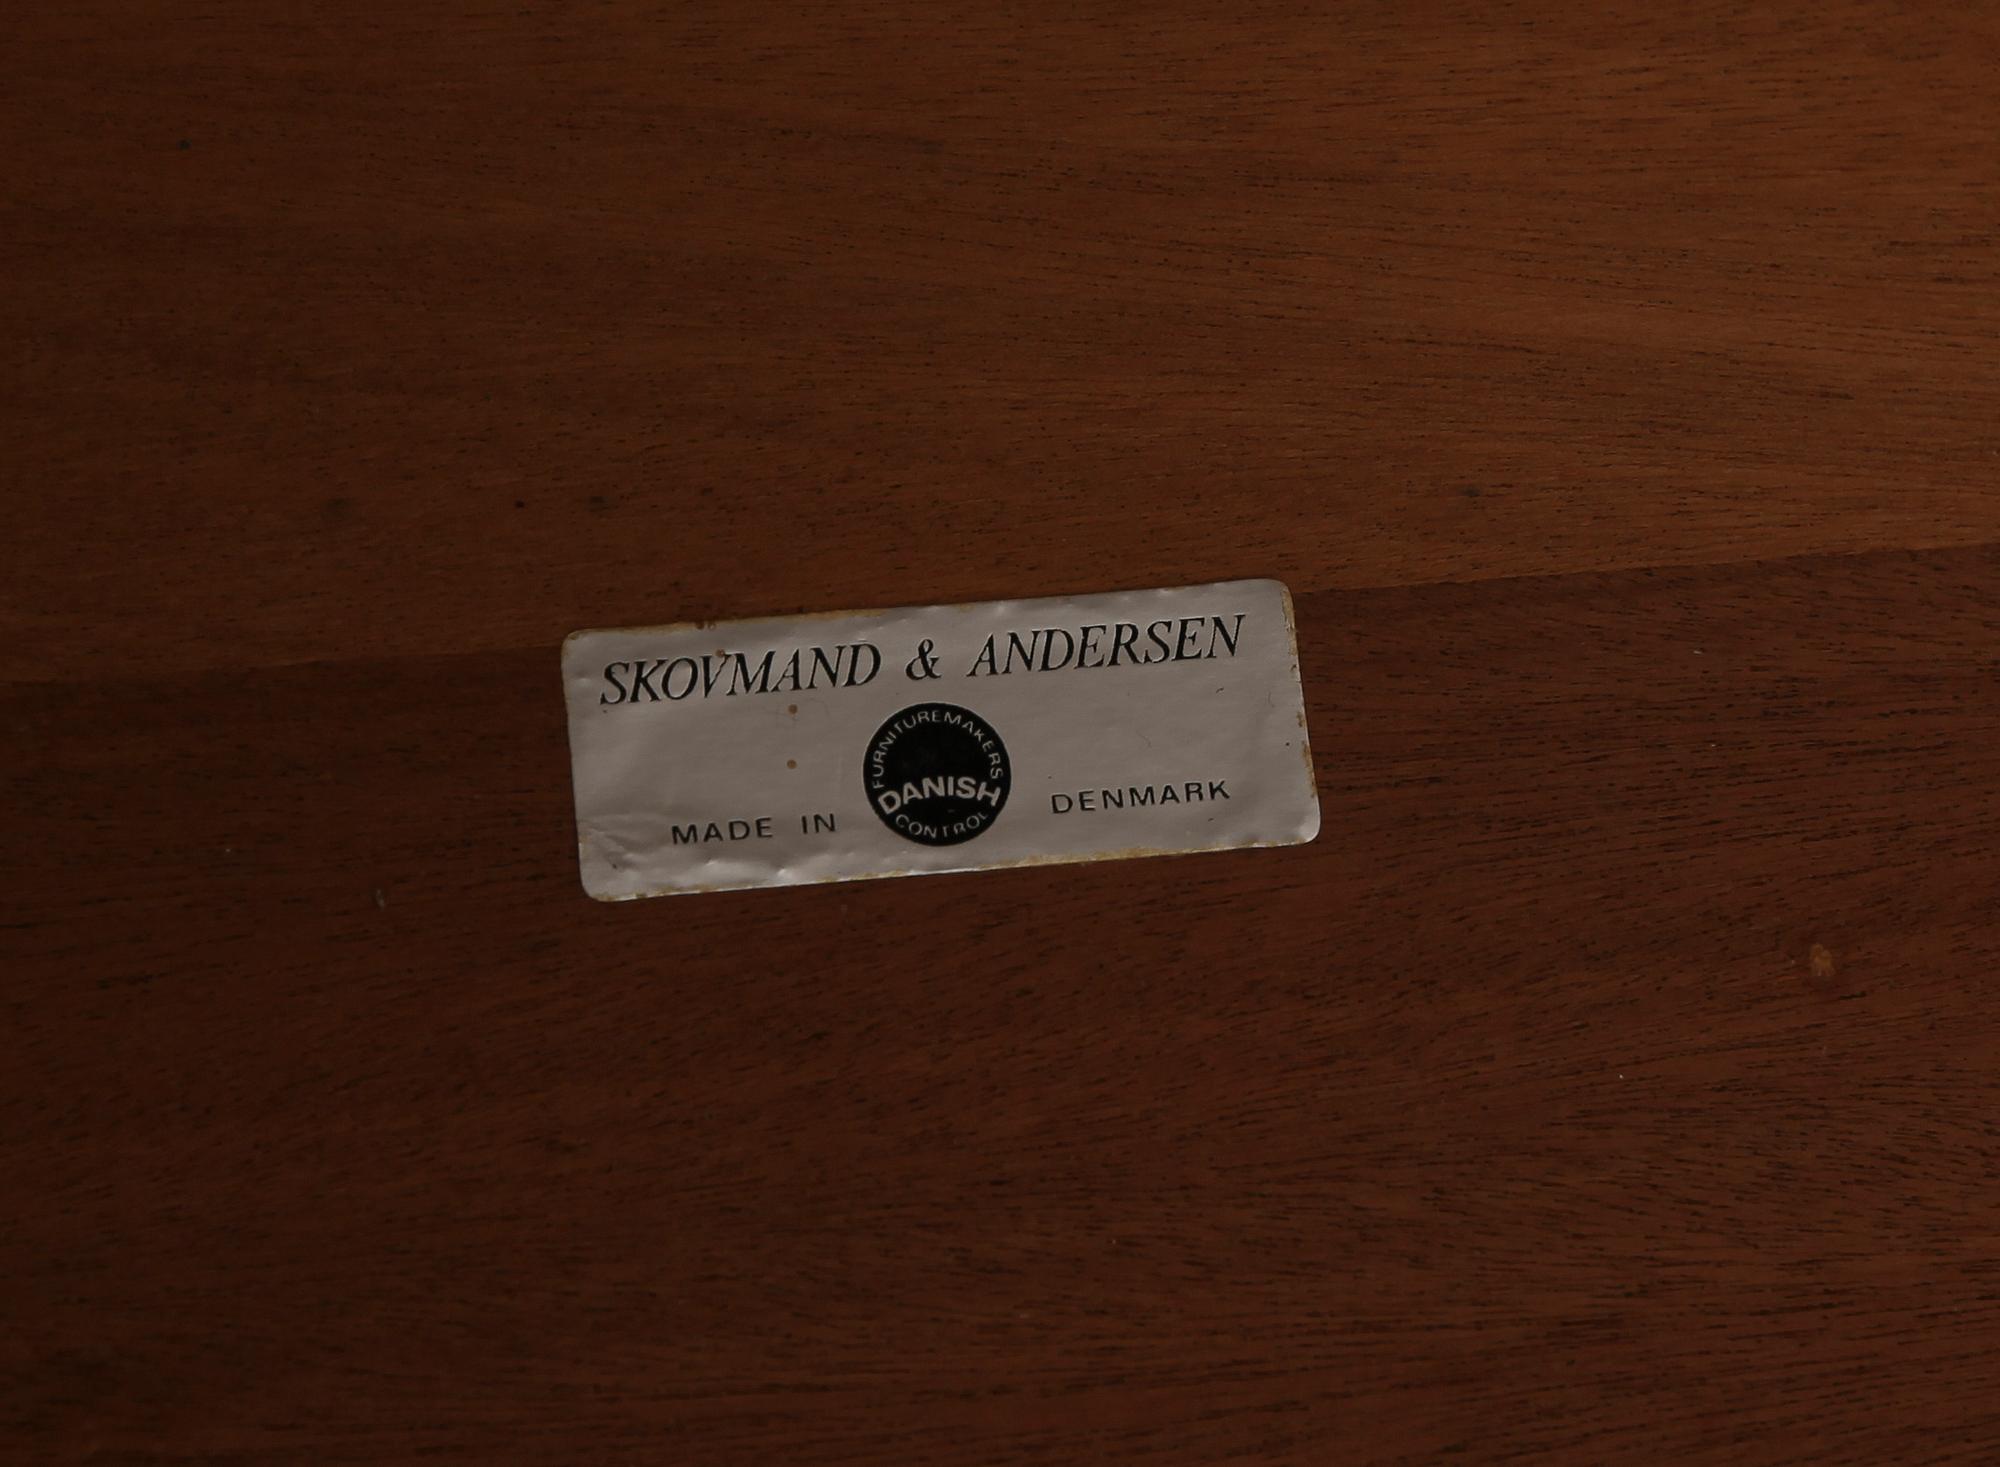 SKOVMAND & ANDERSEN
FURNITUREMAKERS
DANISH
CONTROL
MADE IN DENMARK